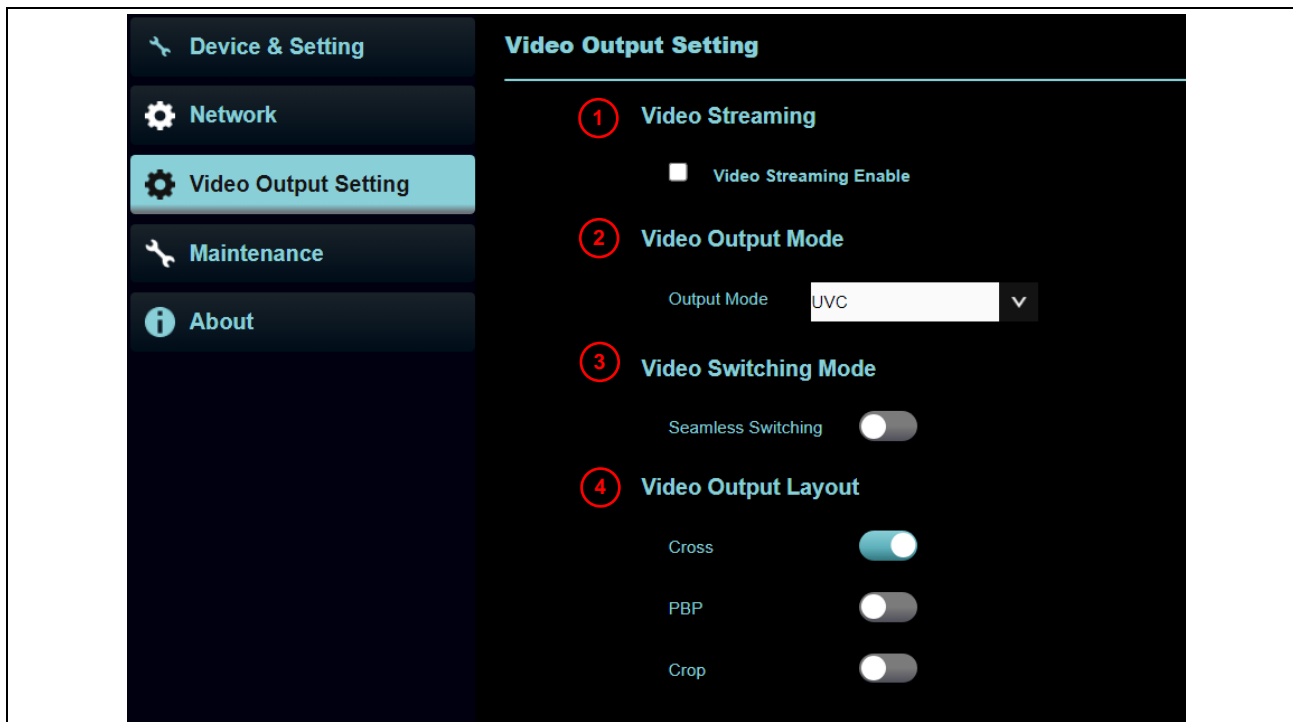 Device & Setting
Network
Video Output Setting
Maintenance
About
Video Output Setting
1 Video Streaming
Video Streaming Enable
2 Video Output Mode
Output Mode UVC
3 Video Switching Mode
Seamless Switching
4 Video Output Layout
Cross
PBP
Crop